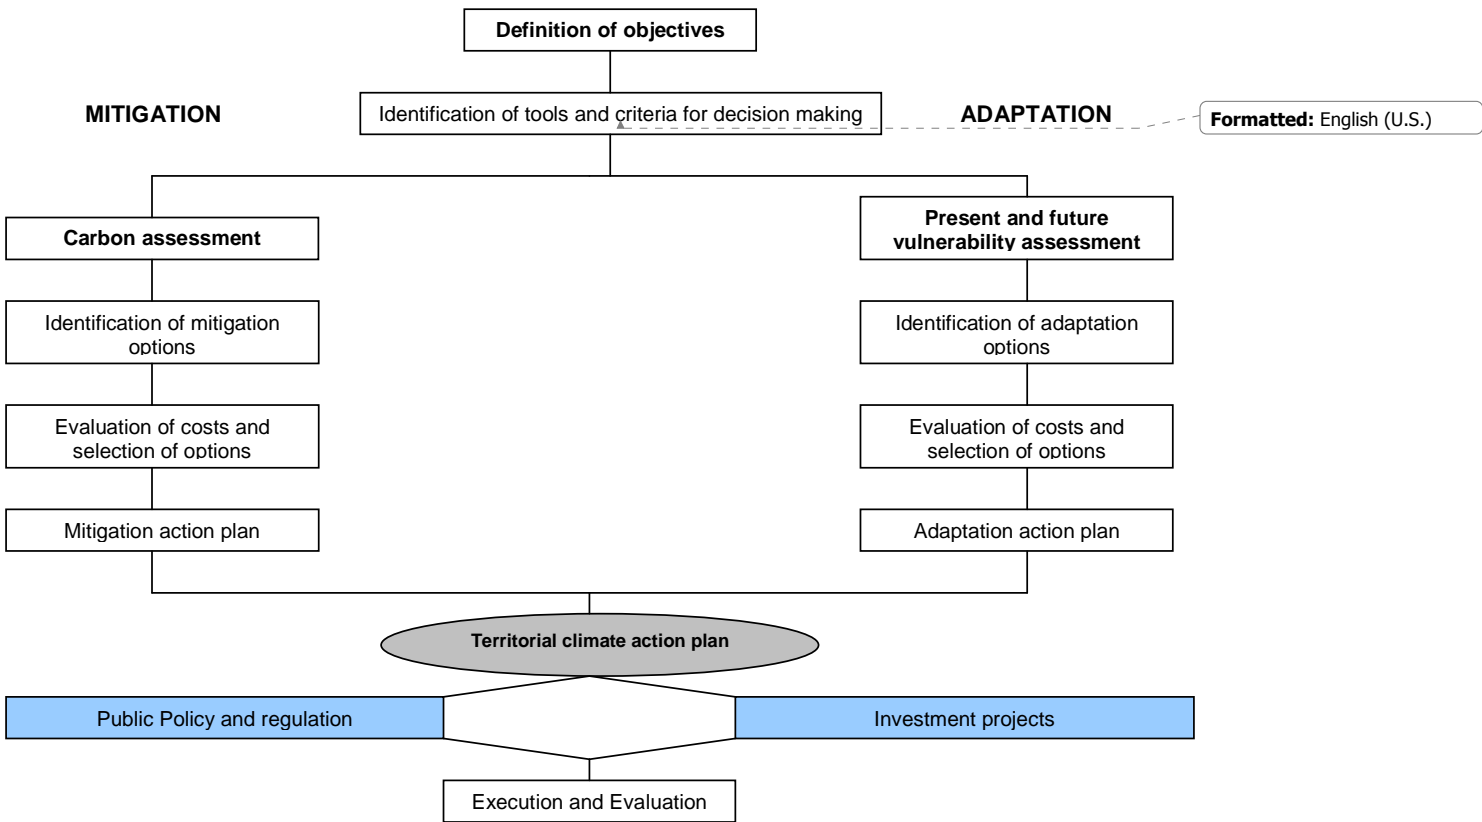 Definition of objectives
MITIGATION
Identification of tools and criteria for decision making
ADAPTATION
Formatted: English (U.S.)
Carbon assessment
Present and future
vulnerability assessment
Identification of mitigation
options
Identification of adaptation
options
Evaluation of costs and
selection of options
Evaluation of costs and
selection of options
Mitigation action plan
Adaptation action plan
Territorial climate action plan
Public Policy and regulation
Investment projects
Execution and Evaluation